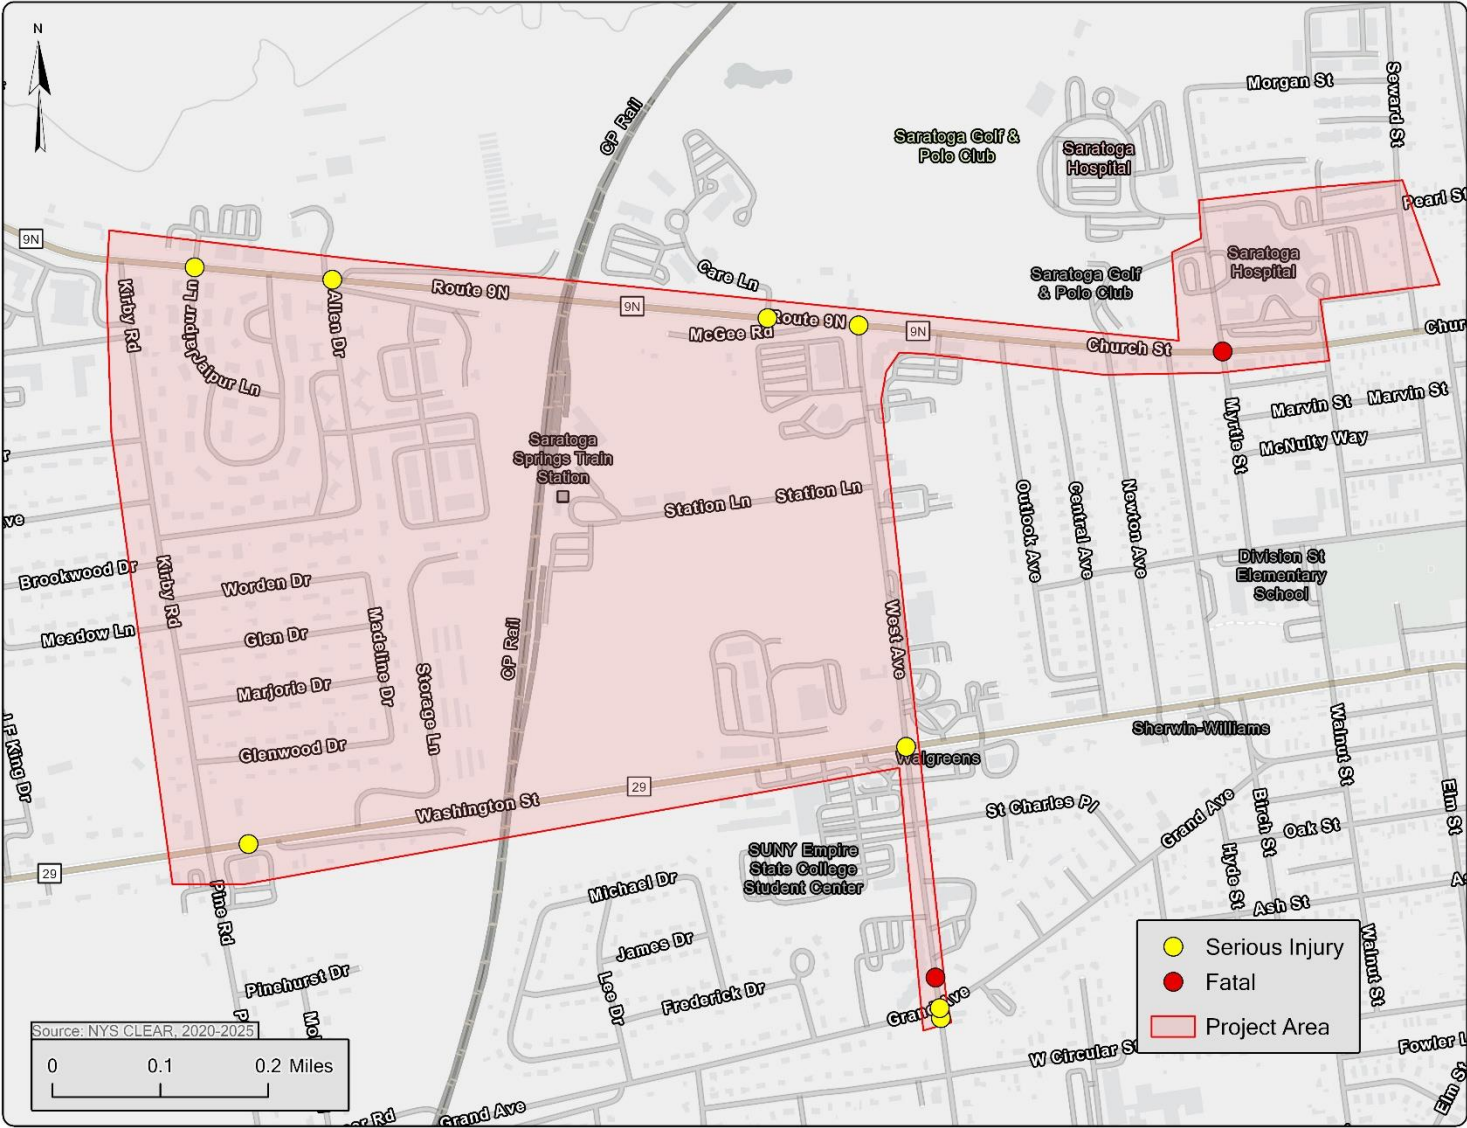 N
CP Rail
Morgan St
Seward St
Saratoga Golf &
Polo Club
Saratoga
Hospital
Pearl St
9N
Saratoga
Hospital
Care Ln
Saratoga Golf
& Polo Club
Kirby Rd
Jaipur Ln
Allen Dr
Route 9N
9N
McGee Rd
Route 9N
9N
Church St
Jaipur Ln
Marvin St
Marvin St
Myrtle St
McNulty Way
Saratoga
Springs Train
Station
Station Ln
Station Ln
Outlook Ave
Central Ave
Newton Ave
Brookwood Dr
Kirby Rd
Worden Dr
Division St
Elementary
School
Meadow Ln
Glen Dr
Madeline Dr
CP Rail
West Ave
Marjorie Dr
Storage Ln
Glenwood Dr
Sherwin-Williams
Walnut St
Walgreens
29
Washington St
St Charles Pl
Grand Ave
Birch St
Oak St
Elm St
29
SUNY Empire
State College
Student Center
Hyde St
Michael Dr
Ash St
Pine Rd
James Dr
Walnut St
Pinehurst Dr
Lee Dr
Frederick Dr
Grand Ave
W Circular St
Elm St
Grand Ave
Serious Injury
Fatal
Project Area
Source: NYS CLEAR, 2020-2025
0 0.1 0.2 Miles